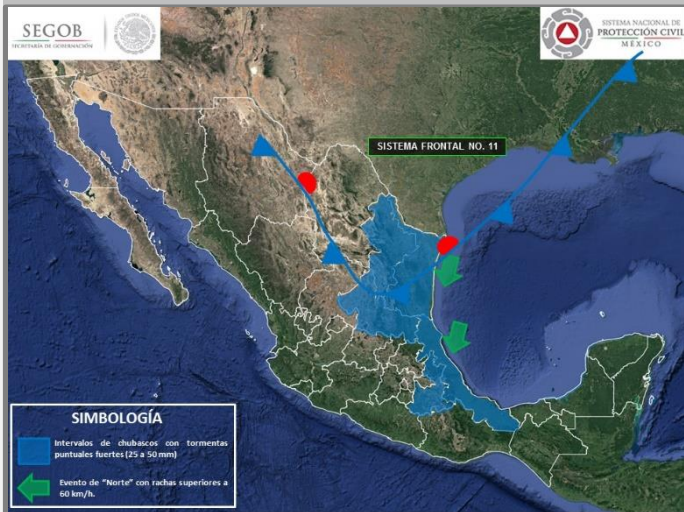 SEGOB
SECRETARÍA DE GOBERNACIÓN
SISTEMA NACIONAL DE
PROTECCIÓN CIVIL
MÉXICO
SISTEMA FRONTAL NO. 11
SIMBOLOGÍA
Intervalos de chubascos con tormentas
puntuales fuertes (25 a 50 mm)
Evento de "Norte" con rachas superiores a
60 km/h.